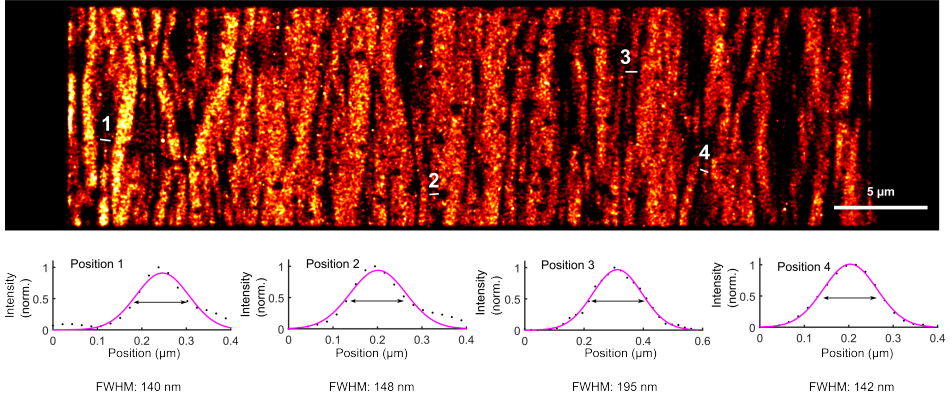 3
1
4
2
5 µm
Position 1
Intensity
(norm.)
1
0.5
0
0 0.1 0.2 0.3 0.4
Position (µm)
FWHM: 140 nm
Position 2
Intensity
(norm.)
1
0.5
0
0 0.1 0.2 0.3 0.4
Position (µm)
FWHM: 148 nm
Position 3
Intensity
(norm.)
1
0.5
0
0 0.2 0.4 0.6
Position (µm)
FWHM: 195 nm
Position 4
Intensity
(norm.)
1
0.5
0
0 0.1 0.2 0.3 0.4
Position (µm)
FWHM: 142 nm